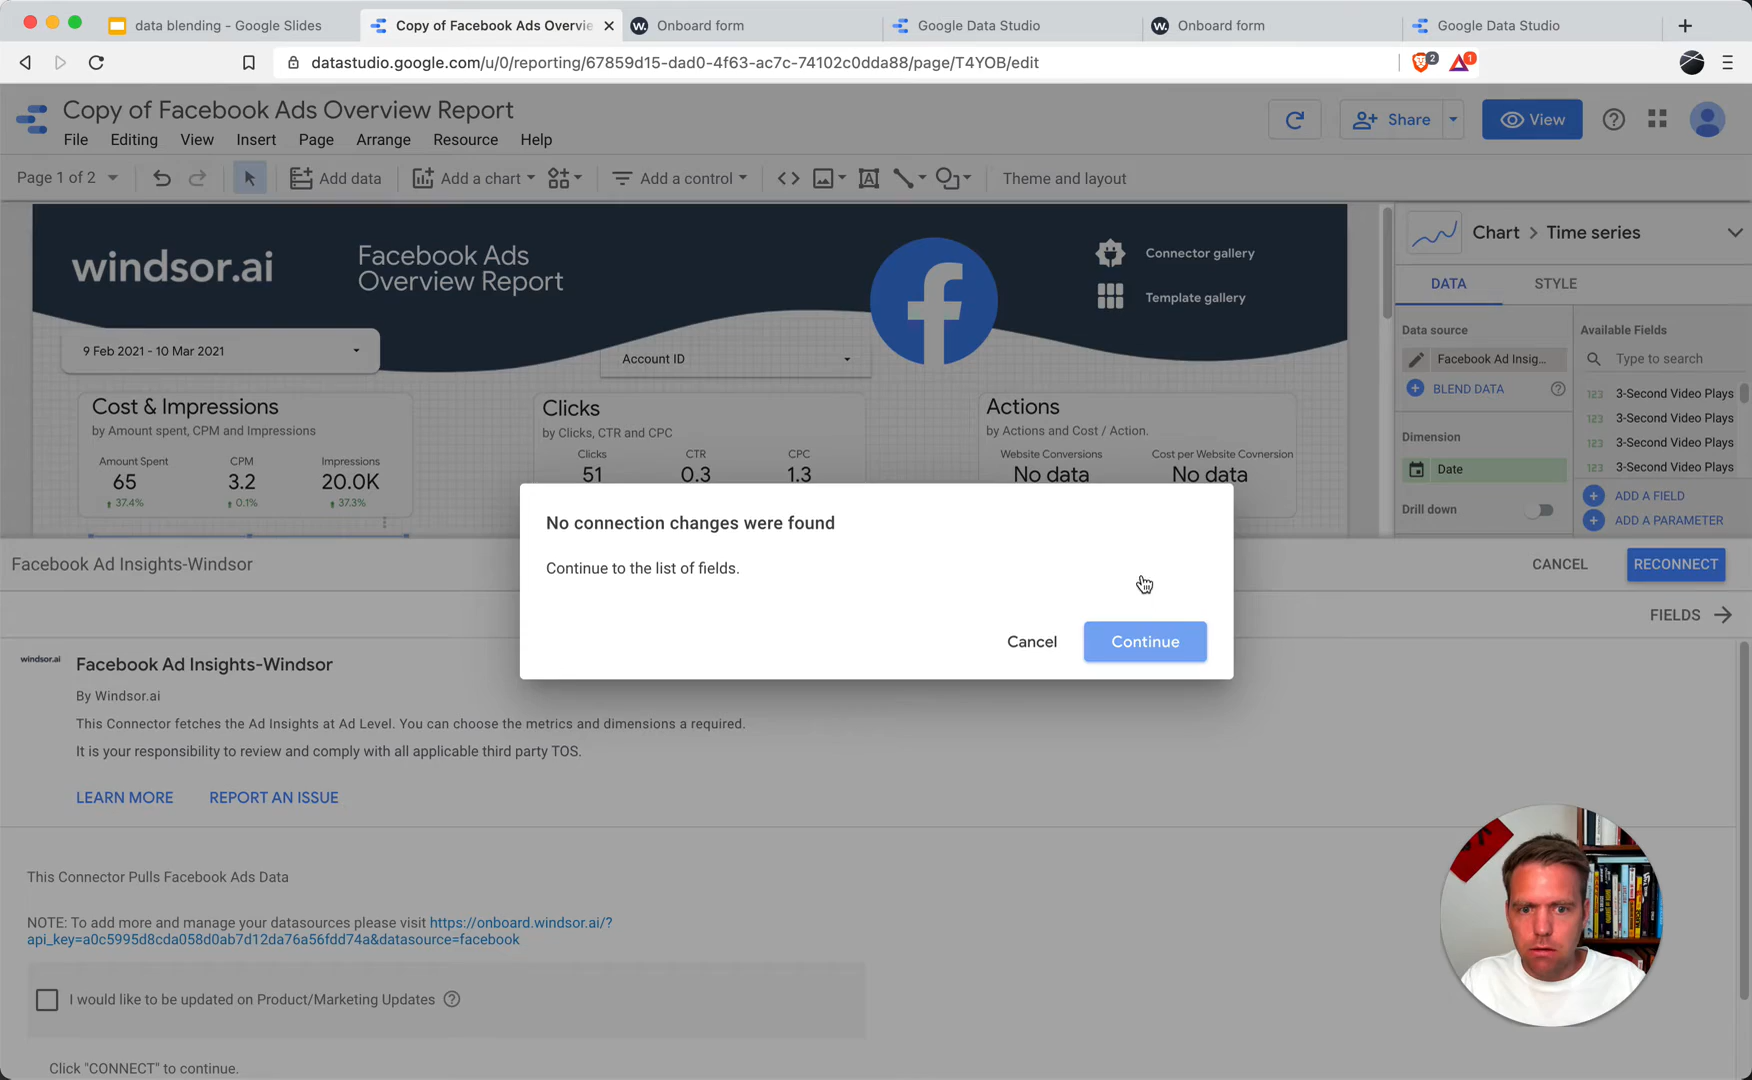 data blending - Google Slides
Copy of Facebook Ads Overvie
Onboard form
Google Data Studio
Onboard form
Google Data Studio
datastudio.google.com/u/0/reporting/67859d15-dad0-4f63-ac7c-74102c0dda88/page/T4YOB/edit
2
1
Copy of Facebook Ads Overview Report
File Editing View Insert Page Arrange Resource Help
Share
View
Page 1 of 2
Add data
Add a chart
Add a control
Theme and layout
windsor.ai
Facebook Ads
Overview Report
Connector gallery
Template gallery
9 Feb 2021 - 10 Mar 2021
Account ID
Cost & Impressions
by Amount spent, CPM and Impressions
Amount Spent CPM Impressions
65 3.2 20.0K
37.4% 0.1% 37.3%
Clicks
by Clicks, CTR and CPC
Clicks CTR CPC
51 0.3 1.3
Actions
by Actions and Cost / Action.
Website Conversions Cost per Website Covnersion
No data No data
Chart > Time series
DATA STYLE
Data source
Facebook Ad Insig...
BLEND DATA
Dimension
Date
Drill down
Available Fields
Type to search
123 3-Second Video Plays
123 3-Second Video Plays
123 3-Second Video Plays
123 3-Second Video Plays
ADD A FIELD
ADD A PARAMETER
No connection changes were found
Continue to the list of fields.
Cancel Continue
Facebook Ad Insights-Windsor
CANCEL RECONNECT
FIELDS
windsor.ai
Facebook Ad Insights-Windsor
By Windsor.ai
This Connector fetches the Ad Insights at Ad Level. You can choose the metrics and dimensions a required.
It is your responsibility to review and comply with all applicable third party TOS.
LEARN MORE REPORT AN ISSUE
This Connector Pulls Facebook Ads Data
NOTE: To add more and manage your datasources please visit https://onboard.windsor.ai/?
api_key=a0c5995d8cda058d0ab7d12da76a56fdd74a&datasource=facebook
I would like to be updated on Product/Marketing Updates
Click "CONNECT" to continue.